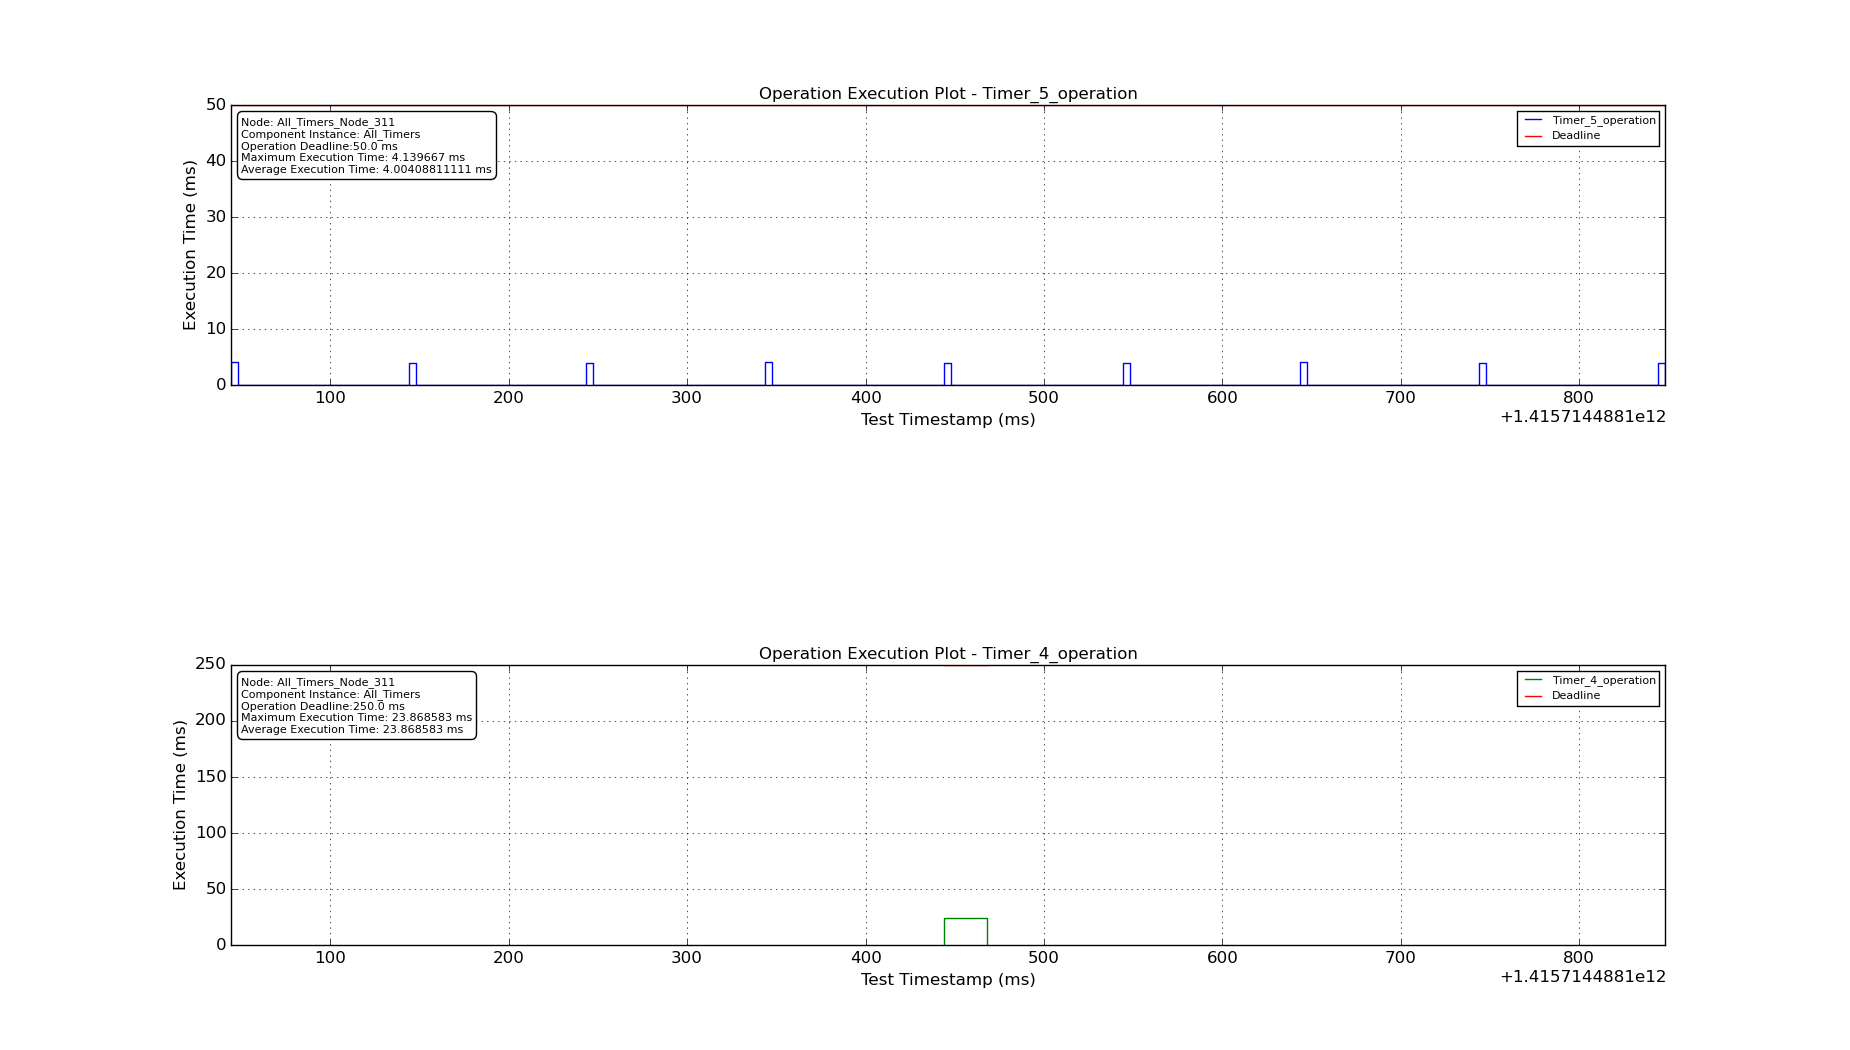 Operation Execution Plot - Timer_5_operation
50
40
30
20
10
0
Execution Time (ms)
Node: All_Timers_Node_311
Component Instance: All_Timers
Operation Deadline:50.0 ms
Maximum Execution Time: 4.139667 ms
Average Execution Time: 4.00408811111 ms
Timer_5_operation
Deadline
100 200 300 400 500 600 700 800
Test Timestamp (ms)
+1.4157144881e12
Operation Execution Plot - Timer_4_operation
250
200
150
100
50
0
Execution Time (ms)
Node: All_Timers_Node_311
Component Instance: All_Timers
Operation Deadline:250.0 ms
Maximum Execution Time: 23.868583 ms
Average Execution Time: 23.868583 ms
Timer_4_operation
Deadline
100 200 300 400 500 600 700 800
Test Timestamp (ms)
+1.4157144881e12